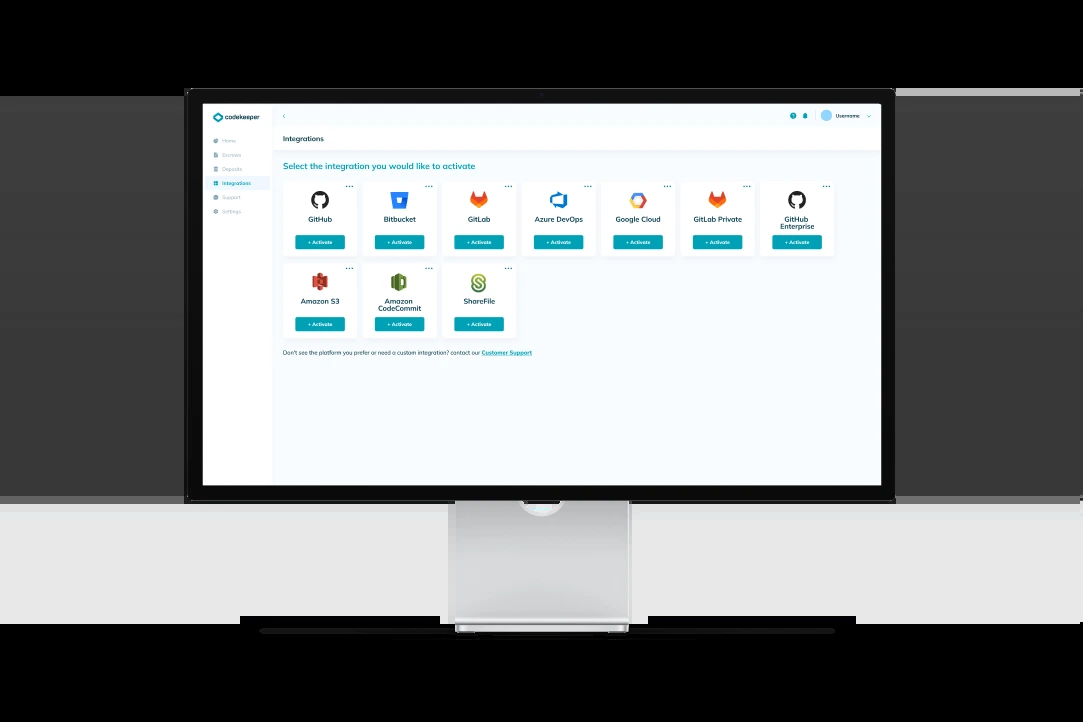 codekeeper
Username
Home
Escrows
Deposits
Integrations
Support
Settings
Integrations
Select the integration you would like to activate
GitHub
+ Activate
Bitbucket
+ Activate
GitLab
+ Activate
Azure DevOps
+ Activate
Google Cloud
+ Activate
GitLab Private
+ Activate
GitHub
Enterprise
+ Activate
Amazon S3
+ Activate
Amazon
CodeCommit
+ Activate
ShareFile
+ Activate
Don't see the platform you prefer or need a custom integration? contact our Customer Support